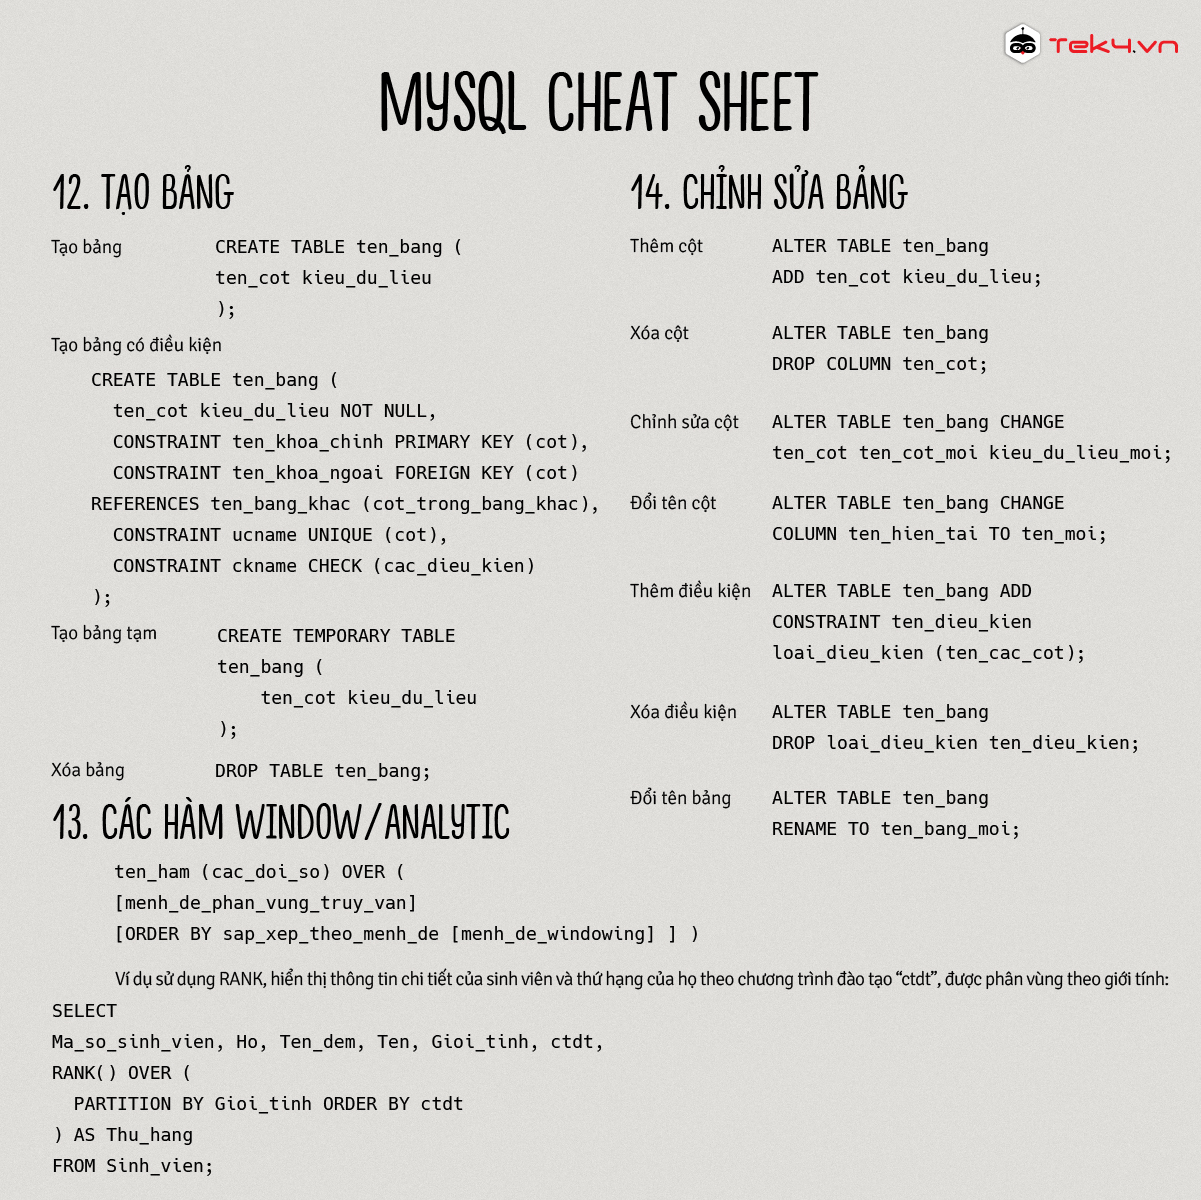 Tek4.vn
MYSQL CHEAT SHEET
12. TẠO BẢNG
Tạo bảng
CREATE TABLE ten_bang (
ten_cot kieu_du_lieu
);
Tạo bảng có điều kiện
CREATE TABLE ten_bang (
ten_cot kieu_du_lieu NOT NULL,
CONSTRAINT ten_khoa_chinh PRIMARY KEY (cot),
CONSTRAINT ten_khoa_ngoai FOREIGN KEY (cot)
REFERENCES ten_bang_khac (cot_trong_bang_khac),
CONSTRAINT ucname UNIQUE (cot),
CONSTRAINT ckname CHECK (cac_dieu_kien)
);
Tạo bảng tạm
CREATE TEMPORARY TABLE
ten_bang (
ten_cot kieu_du_lieu
);
Xóa bảng
DROP TABLE ten_bang;
13. CÁC HÀM WINDOW/ANALYTIC
ten_ham (cac_doi_so) OVER (
[menh_de_phan_vung_truy_van]
[ORDER BY sap_xep_theo_menh_de [menh_de_windowing] ] )
Ví dụ sử dụng RANK, hiển thị thông tin chi tiết của sinh viên và thứ hạng của họ theo chương trình đào tạo “ctdt”, được phân vùng theo giới tính:
SELECT
Ma_so_sinh_vien, Ho, Ten_dem, Ten, Gioi_tinh, ctdt,
RANK() OVER (
PARTITION BY Gioi_tinh ORDER BY ctdt
) AS Thu_hang
FROM Sinh_vien;
14. CHỈNH SỬA BẢNG
Thêm cột
ALTER TABLE ten_bang
ADD ten_cot kieu_du_lieu;
Xóa cột
ALTER TABLE ten_bang
DROP COLUMN ten_cot;
Chỉnh sửa cột
ALTER TABLE ten_bang CHANGE
ten_cot ten_cot_moi kieu_du_lieu_moi;
Đổi tên cột
ALTER TABLE ten_bang CHANGE
COLUMN ten_hien_tai TO ten_moi;
Thêm điều kiện
ALTER TABLE ten_bang ADD
CONSTRAINT ten_dieu_kien
loai_dieu_kien (ten_cac_cot);
Xóa điều kiện
ALTER TABLE ten_bang
DROP loai_dieu_kien ten_dieu_kien;
Đổi tên bảng
ALTER TABLE ten_bang
RENAME TO ten_bang_moi;